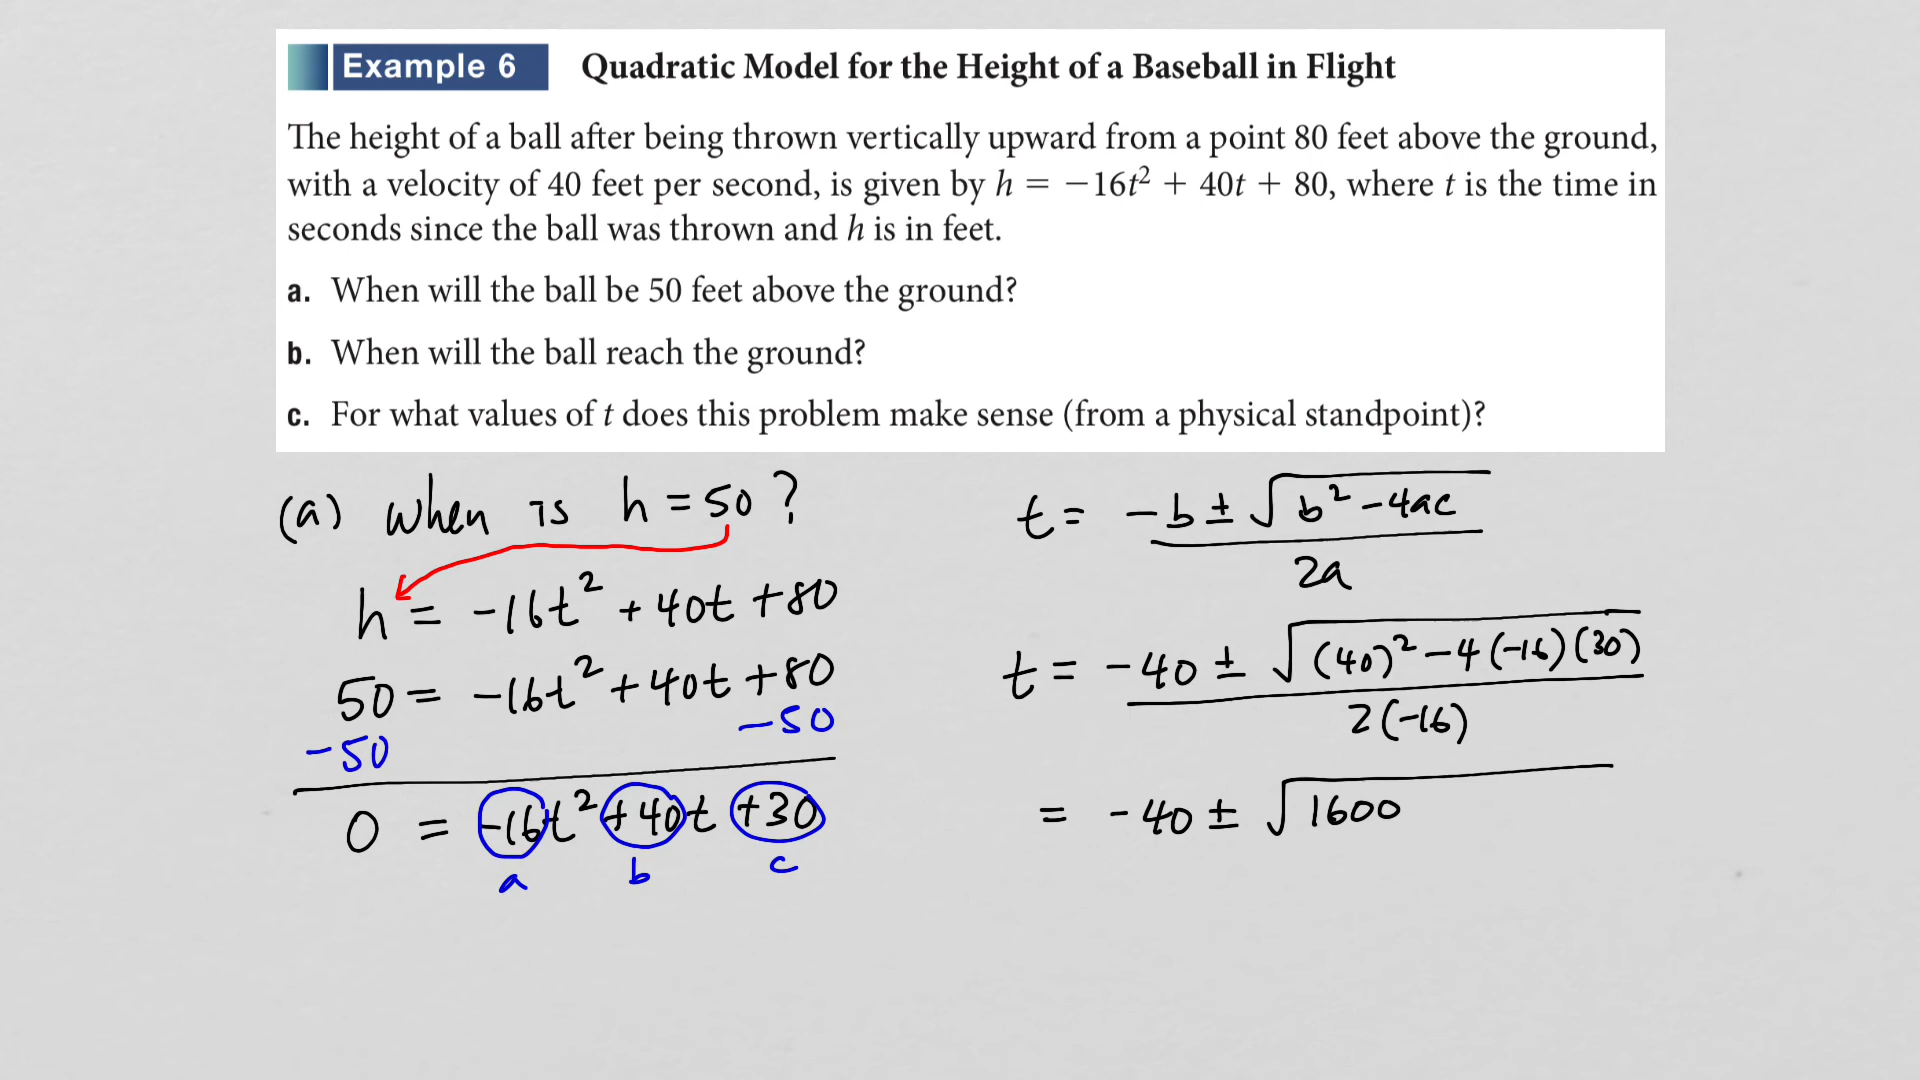 Example 6 Quadratic Model for the Height of a Baseball in Flight
The height of a ball after being thrown vertically upward from a point 80 feet above the ground,
with a velocity of 40 feet per second, is given by h = −16t² + 40t + 80, where t is the time in
seconds since the ball was thrown and h is in feet.
a. When will the ball be 50 feet above the ground?
b. When will the ball reach the ground?
c. For what values of t does this problem make sense (from a physical standpoint)?
(a) when is h = 50 ?
h = -16t² + 40t + 80
50 = -16t² + 40t + 80
-50 -50
0 = -16t² + 40t + 30
a b c
t = -b ± √(b² - 4ac)
2a
t = -40 ± √((40)² - 4(-16)(30))
2(-16)
= -40 ± √1600